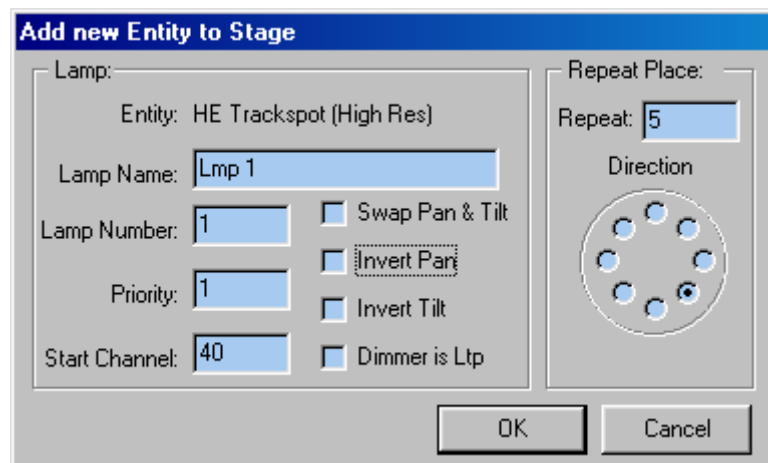 Add new Entity to Stage
Lamp:
Entity: HE Trackspot (High Res)
Lamp Name: Lmp 1
Lamp Number: 1
Swap Pan & Tilt
Invert Pan
Priority: 1
Invert Tilt
Start Channel: 40
Dimmer is Ltp
Repeat Place:
Repeat: 5
Direction
OK
Cancel